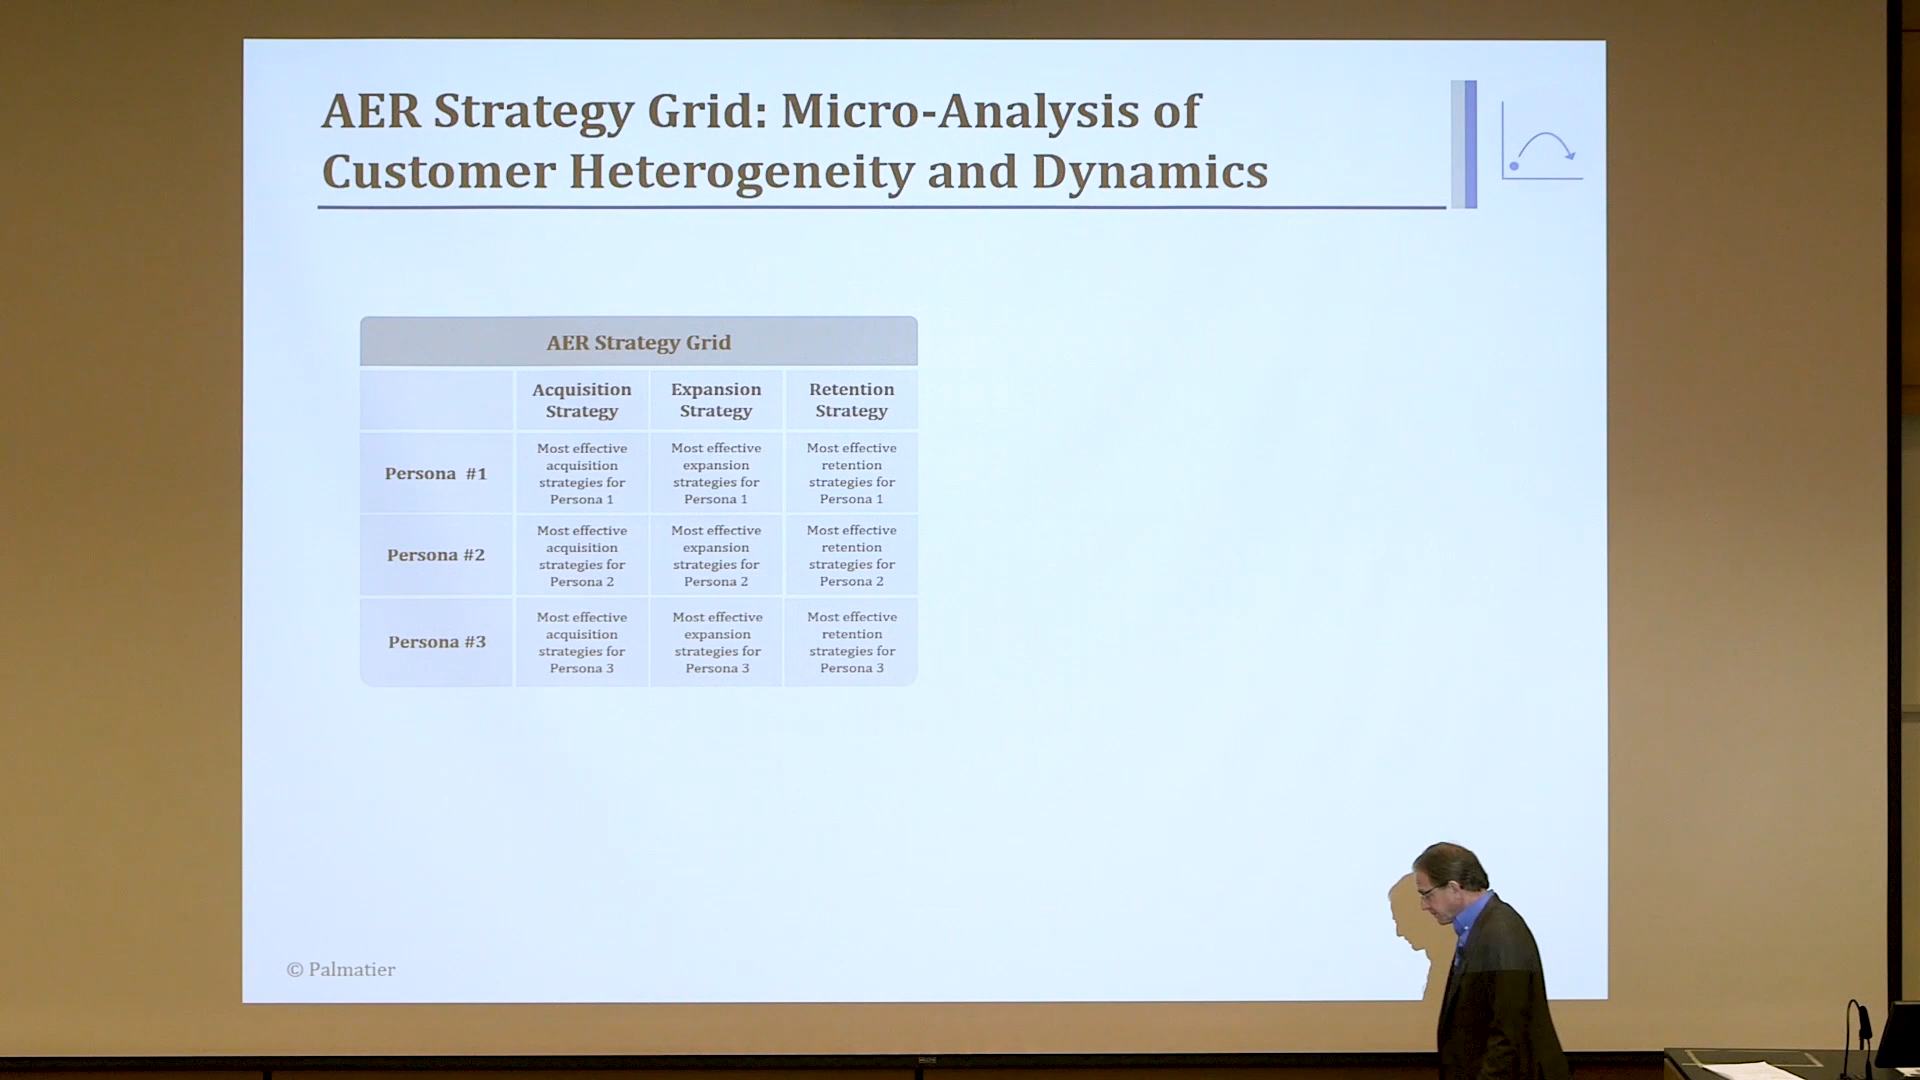 AER Strategy Grid: Micro-Analysis of
Customer Heterogeneity and Dynamics
AER Strategy Grid
Acquisition
Strategy
Expansion
Strategy
Retention
Strategy
Persona #1
Most effective
acquisition
strategies for
Persona 1
Most effective
expansion
strategies for
Persona 1
Most effective
retention
strategies for
Persona 1
Persona #2
Most effective
acquisition
strategies for
Persona 2
Most effective
expansion
strategies for
Persona 2
Most effective
retention
strategies for
Persona 2
Persona #3
Most effective
acquisition
strategies for
Persona 3
Most effective
expansion
strategies for
Persona 3
Most effective
retention
strategies for
Persona 3
© Palmatier